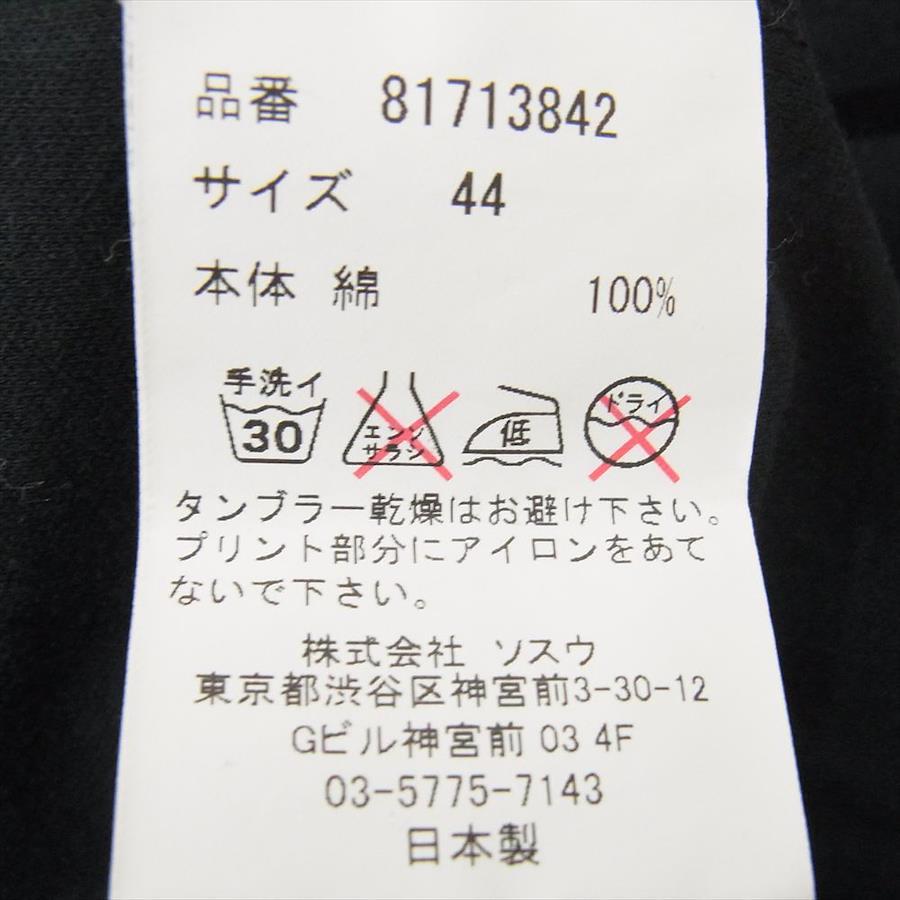 品番 81713842
サイズ 44
本体 綿 100%
手洗イ
30
エンソ
サラシ
低
ドライ
タンブラー乾燥はお避け下さい。
プリント部分にアイロンをあて
ないで下さい。
株式会社 ソスウ
東京都渋谷区神宮前3-30-12
Gビル神宮前 03 4F
03-5775-7143
日本製